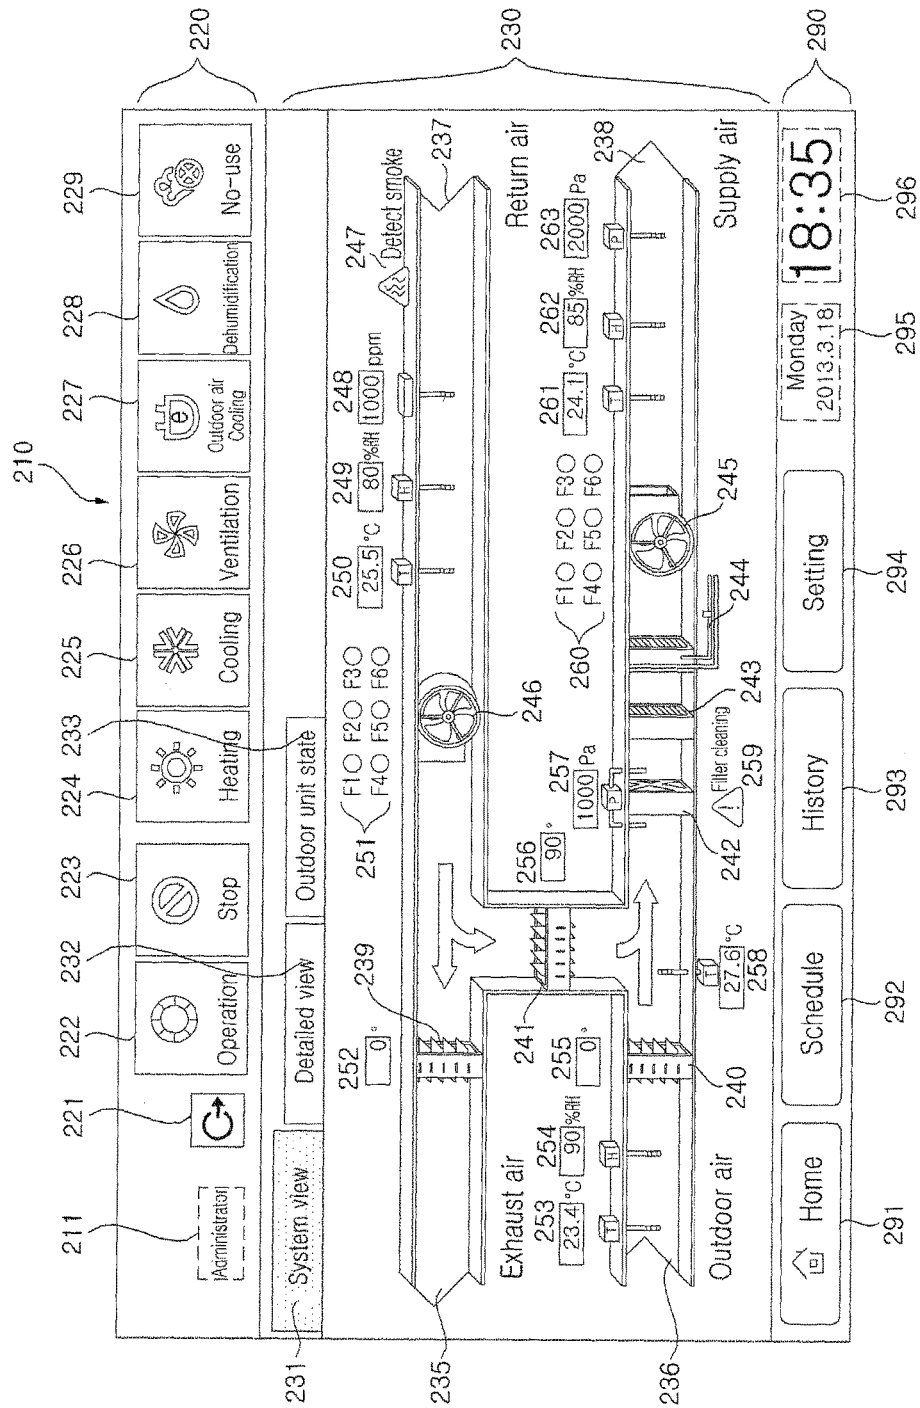 210
211
221
222
223
224
225
226
227
228
229
220
Administrator
Operation
Stop
Heating
Cooling
Ventilation
Outdoor air
Cooling
e
Dehumidification
No-use
231
232
233
System view
Detailed view
Outdoor unit state
230
252
0 °
251
F1 F2 F3
F4 F5 F6
250
25.5 °C
249
80 %RH
248
1000 ppm
247
Detect smoke
T
H
239
246
237
235
Exhaust air
Return air
253
23.4 °C
254
90 %RH
255
0 °
241
256
90 °
257
1000 Pa
260
F1 F2 F3
F4 F5 F6
261
24.1 °C
262
85 %RH
263
2000 Pa
T
H
P
T
H
P
238
236
Outdoor air
240
T
27.6 °C
258
242
Filter cleaning
259
243
244
245
Supply air
Home
Schedule
History
Setting
Monday
2013.3.18
18:35
290
291
292
293
294
295
296